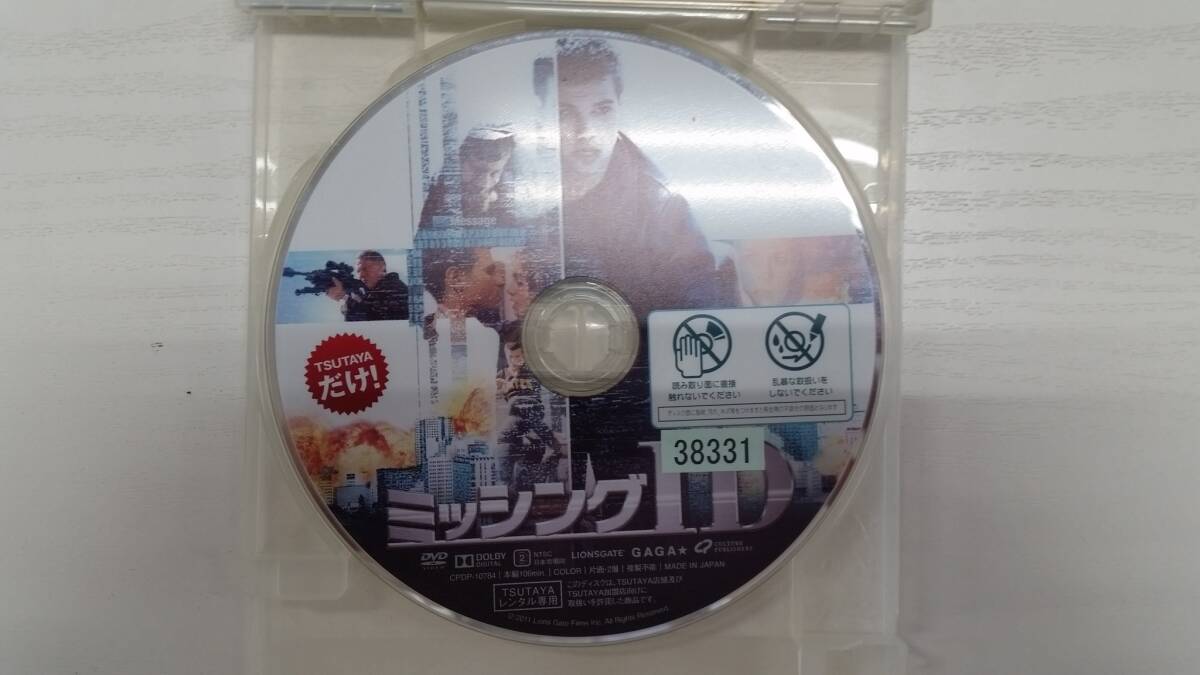 Message
TSUTAYA
だけ!
読み取り面に直接
触れないでください
乱暴な取扱いを
しないでください
38331
ミッシングID
DVD
VIDEO
DOLBY
DIGITAL
2
NTSC
日本市場向
LIONSGATE
GAGA★
CULTURE
PUBLISHERS
CPDP-10784 | 本編106min. | COLOR | 片面・2層 | 複製不能 | MADE IN JAPAN
TSUTAYA
レンタル専用
このディスクは、TSUTAYA店舗及び
TSUTAYA加盟店向けに
取扱いを許諾した商品です。
©2011 Lions Gate Films Inc. All Rights Reserved.